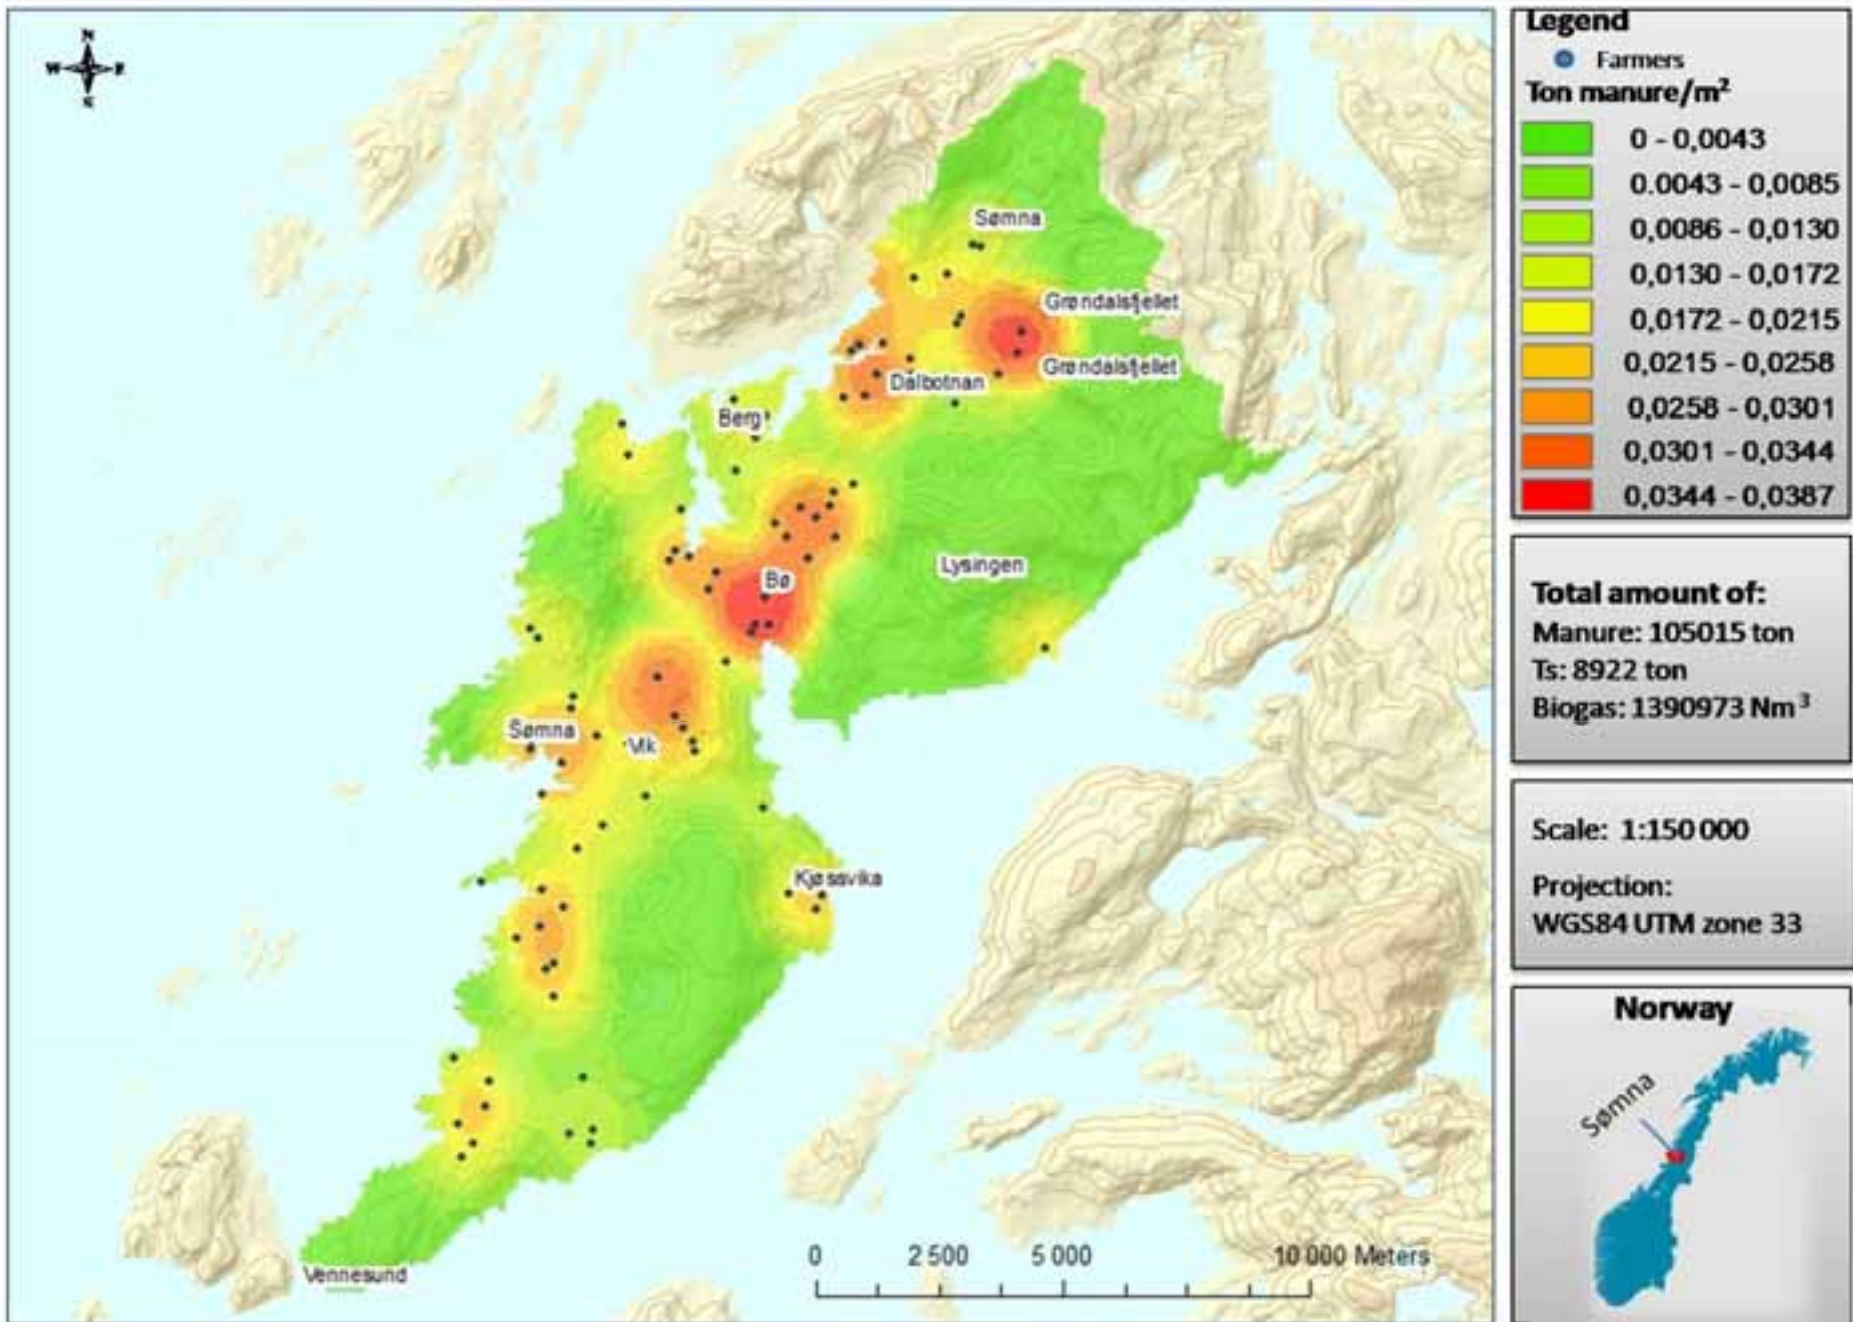 N
W E
S
Sømna
Grøndalsfjellet
Grøndalsfjellet
Dalbotnan
Berg
Bø
Lysingen
Sømna
Vik
Kjøssvika
Vennesund
0 2 500 5 000 10 000 Meters
Legend
Farmers
Ton manure/m²
0 - 0,0043
0.0043 - 0,0085
0,0086 - 0,0130
0,0130 - 0,0172
0,0172 - 0,0215
0,0215 - 0,0258
0,0258 - 0,0301
0,0301 - 0,0344
0,0344 - 0,0387
Total amount of:
Manure: 105015 ton
Ts: 8922 ton
Biogas: 1390973 Nm³
Scale: 1:150 000
Projection:
WGS84 UTM zone 33
Norway
Sømna